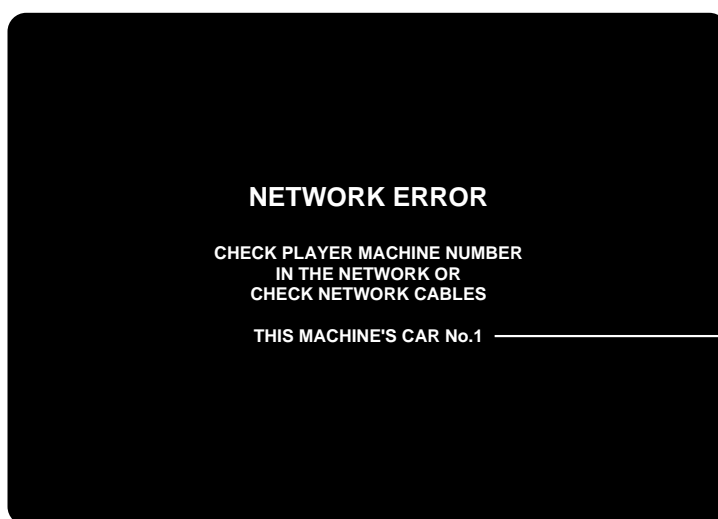 NETWORK ERROR
CHECK PLAYER MACHINE NUMBER
IN THE NETWORK OR
CHECK NETWORK CABLES
THIS MACHINE'S CAR No.1